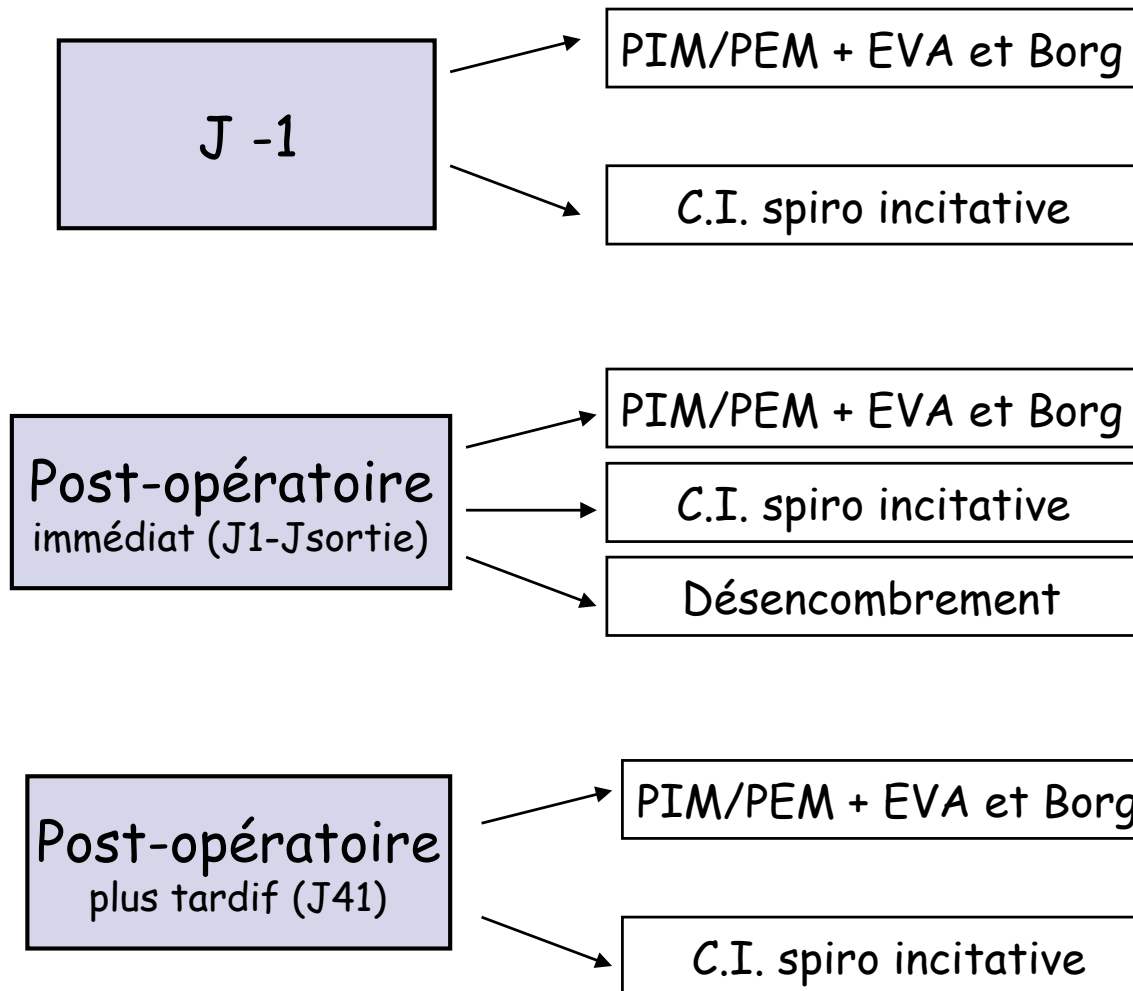 J -1
PIM/PEM + EVA et Borg
C.I. spiro incitative
Post-opératoire
immédiat (J1-Jsortie)
PIM/PEM + EVA et Borg
C.I. spiro incitative
Désencombrement
Post-opératoire
plus tardif (J41)
PIM/PEM + EVA et Borg
C.I. spiro incitative